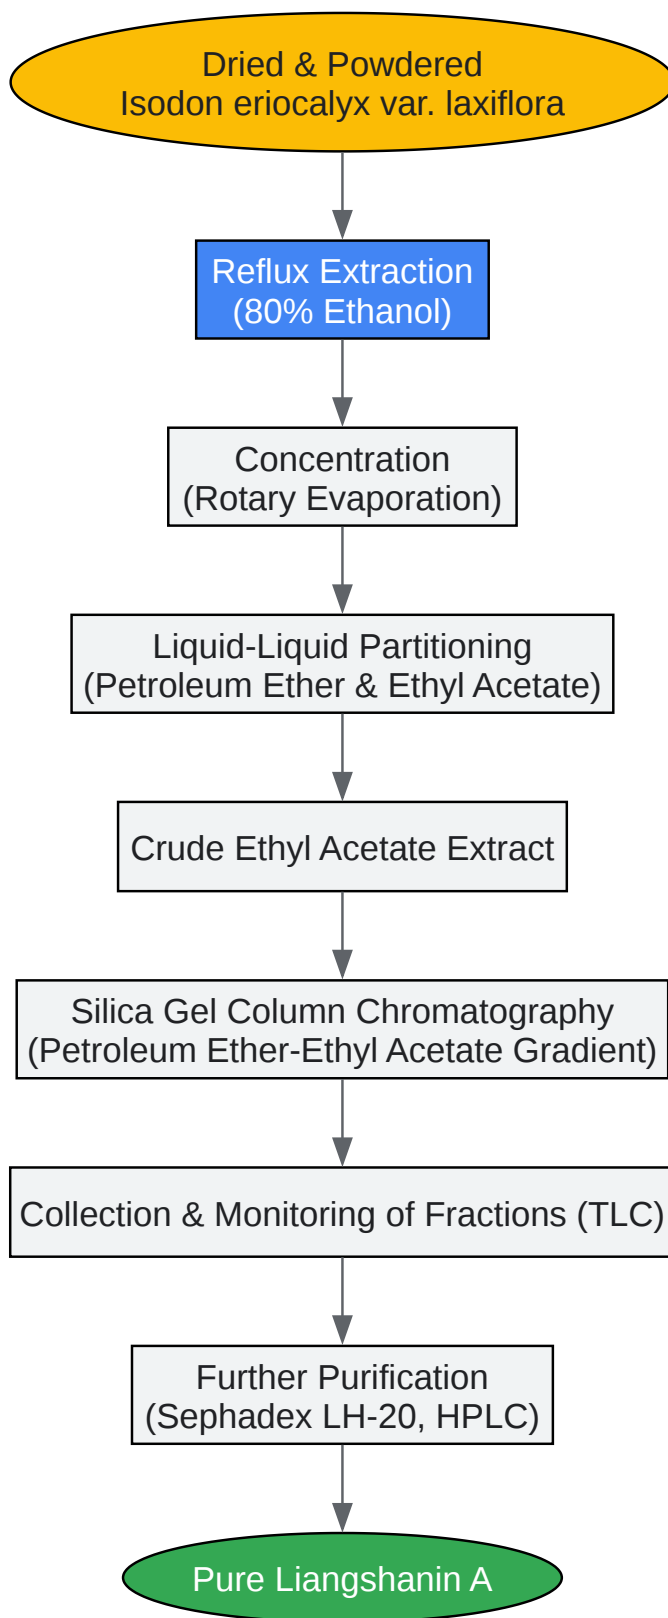 Dried & Powdered
Isodon eriocalyx var. laxiflora
Reflux Extraction
(80% Ethanol)
Concentration
(Rotary Evaporation)
Liquid-Liquid Partitioning
(Petroleum Ether & Ethyl Acetate)
Crude Ethyl Acetate Extract
Silica Gel Column Chromatography
(Petroleum Ether-Ethyl Acetate Gradient)
Collection & Monitoring of Fractions (TLC)
Further Purification
(Sephadex LH-20, HPLC)
Pure Liangshanin A